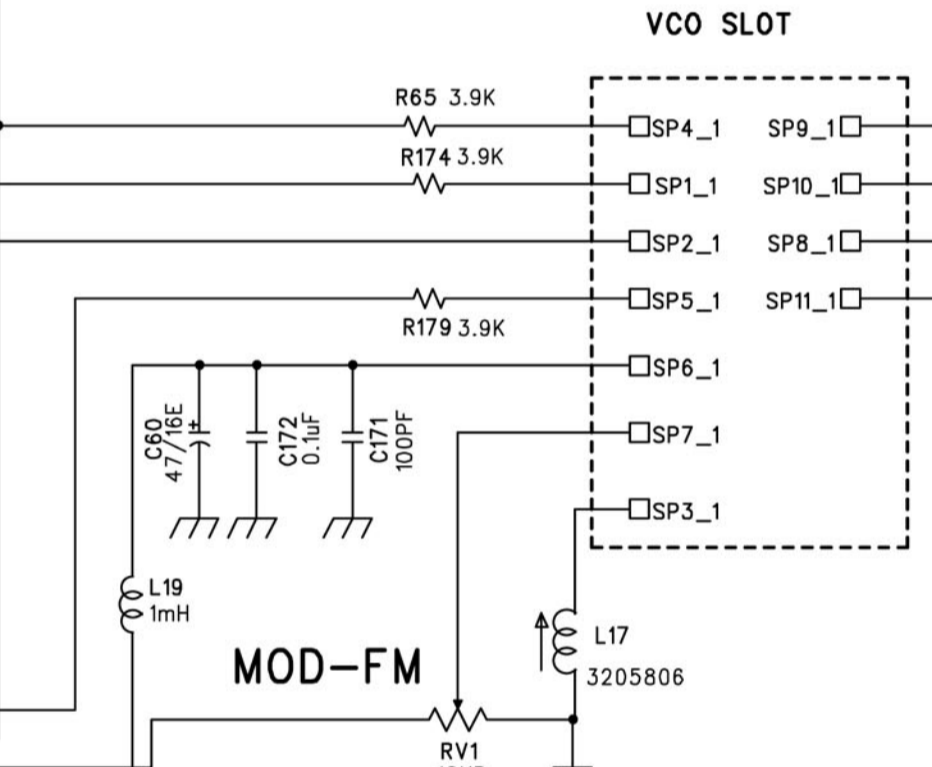 VCO SLOT
R65 3.9K
SP4_1 SP9_1
R174 3.9K
SP1_1 SP10_1
SP2_1 SP8_1
SP5_1 SP11_1
R179 3.9K
SP6_1
C60
47/16E
+
C172
0.1uF
C171
100PF
SP7_1
SP3_1
L19
1mH
L17
3205806
MOD-FM
RV1